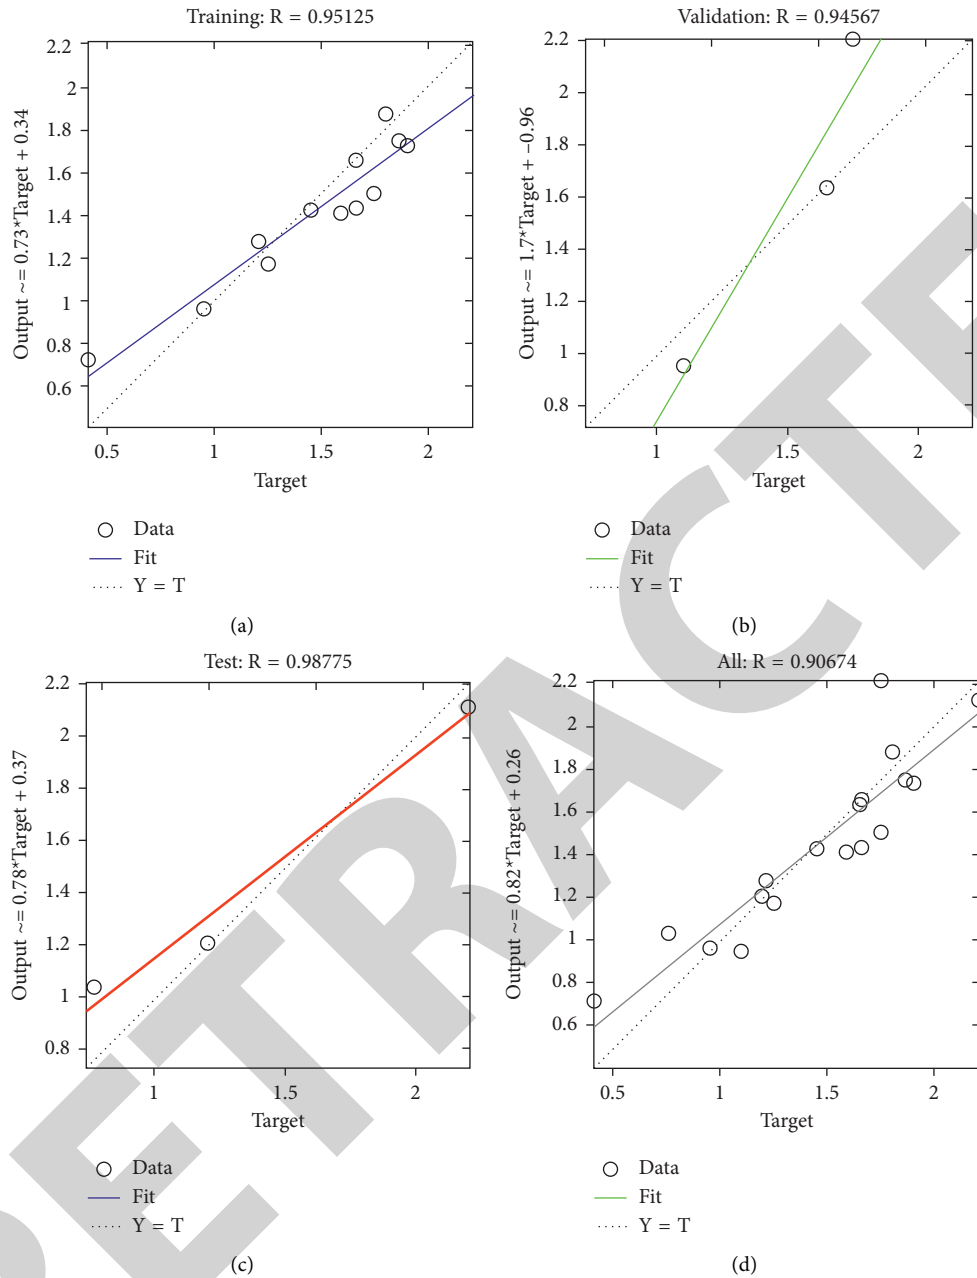 Training: R = 0.95125
Output ~= 0.73*Target + 0.34
2.2
2
1.8
1.6
1.4
1.2
1
0.8
0.6
0.5
1
1.5
2
Target
Data
Fit
Y = T
(a)
Validation: R = 0.94567
Output ~= 1.7*Target + –0.96
2.2
2
1.8
1.6
1.4
1.2
1
0.8
1
1.5
2
Target
Data
Fit
Y = T
(b)
Test: R = 0.98775
Output ~= 0.78*Target + 0.37
2.2
2
1.8
1.6
1.4
1.2
1
0.8
1
1.5
2
Target
Data
Fit
Y = T
(c)
All: R = 0.90674
Output ~= 0.82*Target + 0.26
2.2
2
1.8
1.6
1.4
1.2
1
0.8
0.6
0.5
1
1.5
2
Target
Data
Fit
Y = T
(d)
RETRACTE